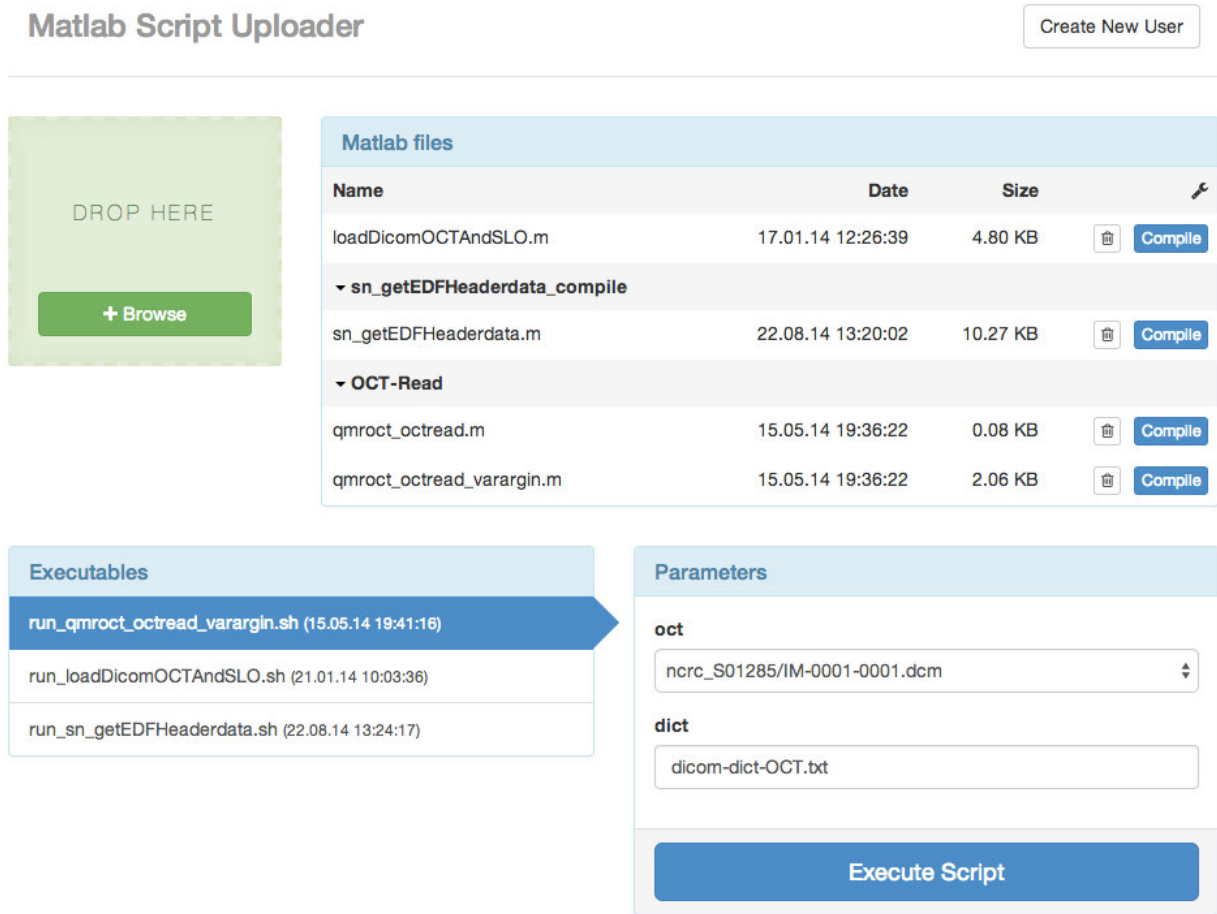 Matlab Script Uploader
Create New User
DROP HERE
+ Browse
Matlab files
Name Date Size
loadDicomOCTAndSLO.m 17.01.14 12:26:39 4.80 KB Compile
sn_getEDFHeaderdata_compile
sn_getEDFHeaderdata.m 22.08.14 13:20:02 10.27 KB Compile
OCT-Read
qmroct_octread.m 15.05.14 19:36:22 0.08 KB Compile
qmroct_octread_varargin.m 15.05.14 19:36:22 2.06 KB Compile
Executables
run_qmroct_octread_varargin.sh (15.05.14 19:41:16)
run_loadDicomOCTAndSLO.sh (21.01.14 10:03:36)
run_sn_getEDFHeaderdata.sh (22.08.14 13:24:17)
Parameters
oct
ncrc_S01285/IM-0001-0001.dcm
dict
dicom-dict-OCT.txt
Execute Script